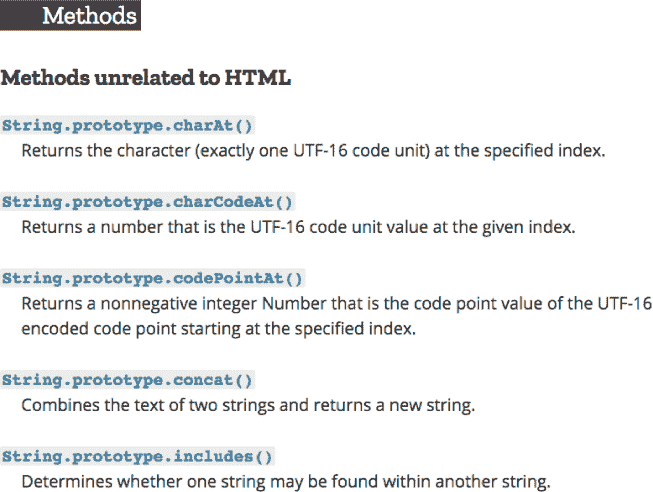 Methods
Methods unrelated to HTML
String.prototype.charAt()
Returns the character (exactly one UTF-16 code unit) at the specified index.
String.prototype.charCodeAt()
Returns a number that is the UTF-16 code unit value at the given index.
String.prototype.codePointAt()
Returns a nonnegative integer Number that is the code point value of the UTF-16
encoded code point starting at the specified index.
String.prototype.concat()
Combines the text of two strings and returns a new string.
String.prototype.includes()
Determines whether one string may be found within another string.